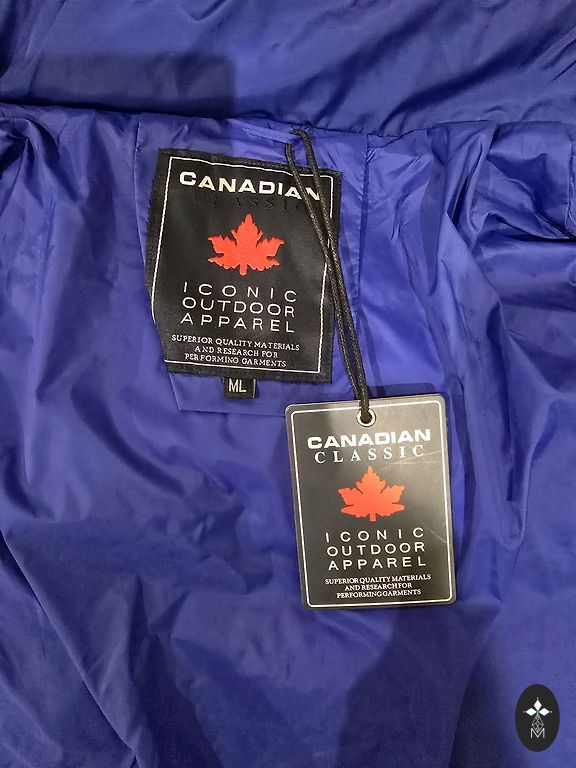 CANADIAN
CLASSIC
ICONIC
OUTDOOR
APPAREL
SUPERIOR QUALITY MATERIALS
AND RESEARCH FOR
PERFORMING GARMENTS
ML
CANADIAN
CLASSIC
ICONIC
OUTDOOR
APPAREL
SUPERIOR QUALITY MATERIALS
AND RESEARCH FOR
PERFORMING GARMENTS
M